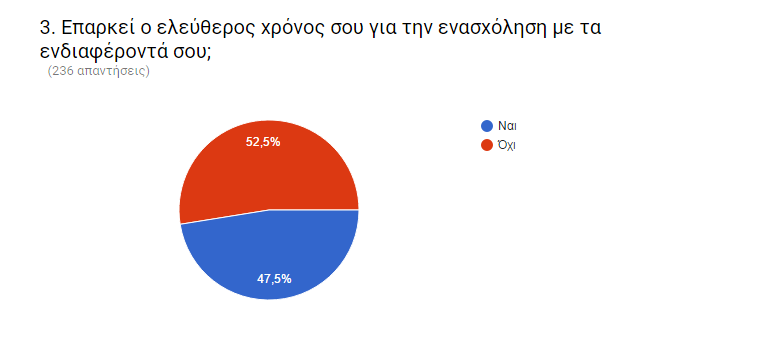 3. Επαρκεί ο ελεύθερος χρόνος σου για την ενασχόληση με τα
ενδιαφέροντά σου;
(236 απαντήσεις)
Ναι
Όχι
52,5%
47,5%